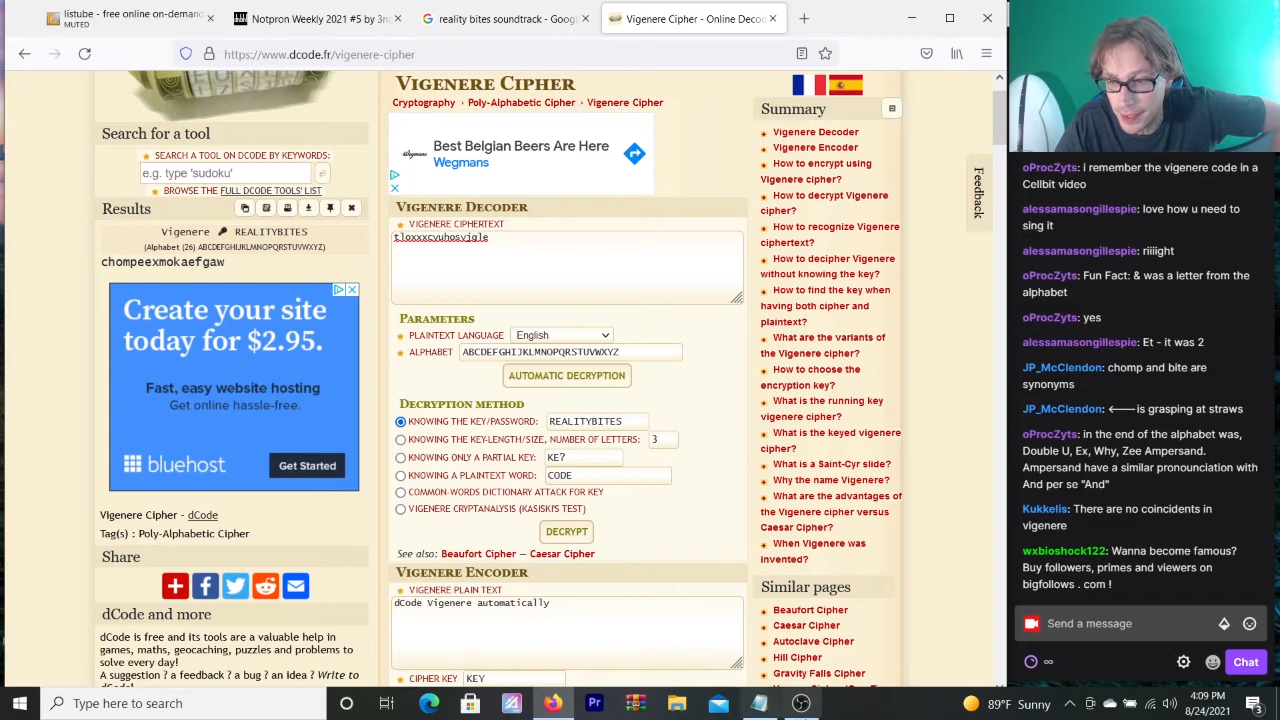 listube - free online on-demand
MUTED
Notpron Weekly 2021 #5 by 3nd
reality bites soundtrack - Google
Vigenere Cipher - Online Decod
https://www.dcode.fr/vigenere-cipher
Search for a tool
SEARCH A TOOL ON DCODE BY KEYWORDS:
e.g. type 'sudoku'
BROWSE THE FULL DCODE TOOLS' LIST
Results
Vigenere REALITYBITES
(Alphabet (26) ABCDEFGHIJKLMNOPQRSTUVWXYZ)
chompeexmokaefgaw
Create your site
today for $2.95.
Fast, easy website hosting
Get online hassle-free.
bluehost
Get Started
Vigenere Cipher - dCode
Tag(s) : Poly-Alphabetic Cipher
Share
dCode and more
dCode is free and its tools are a valuable help in
games, maths, geocaching, puzzles and problems to
solve every day!
A suggestion ? a feedback ? a bug ? an idea ? Write to
VIGENERE CIPHER
Cryptography › Poly-Alphabetic Cipher › Vigenere Cipher
Best Belgian Beers Are Here
Wegmans
VIGENERE DECODER
VIGENERE CIPHERTEXT
PARAMETERS
PLAINTEXT LANGUAGE English
ALPHABET ABCDEFGHIJKLMNOPQRSTUVWXYZ
AUTOMATIC DECRYPTION
DECRYPTION METHOD
KNOWING THE KEY/PASSWORD: REALITYBITES
KNOWING THE KEY-LENGTH/SIZE, NUMBER OF LETTERS: 3
KNOWING ONLY A PARTIAL KEY: KE?
KNOWING A PLAINTEXT WORD: CODE
COMMON-WORDS DICTIONARY ATTACK FOR KEY
VIGENERE CRYPTANALYSIS (KASISKI'S TEST)
DECRYPT
See also: Beaufort Cipher — Caesar Cipher
VIGENERE ENCODER
VIGENERE PLAIN TEXT
dCode Vigenere automatically
CIPHER KEY KEY
Summary
Vigenere Decoder
Vigenere Encoder
How to encrypt using
Vigenere cipher?
How to decrypt Vigenere
cipher?
How to recognize Vigenere
ciphertext?
How to decipher Vigenere
without knowing the key?
How to find the key when
having both cipher and
plaintext?
What are the variants of
the Vigenere cipher?
How to choose the
encryption key?
What is the running key
vigenere cipher?
What is the keyed vigenere
cipher?
What is a Saint-Cyr slide?
Why the name Vigenere?
What are the advantages of
the Vigenere cipher versus
Caesar Cipher?
When Vigenere was
invented?
Similar pages
Beaufort Cipher
Caesar Cipher
Autoclave Cipher
Hill Cipher
Gravity Falls Cipher
Feedback
oProcZyts: i remember the vigenere code in a
Cellbit video
alessamasongillespie: love how u need to
sing it
alessamasongillespie: riiiight
oProcZyts: Fun Fact: & was a letter from the
alphabet
oProcZyts: yes
alessamasongillespie: Et - it was 2
JP_McClendon: chomp and bite are
synonyms
JP_McClendon: <----is grasping at straws
oProcZyts: in the end of the alphabet was,
Double U, Ex, Why, Zee Ampersand.
Ampersand have a similar pronounciation with
And per se "And"
Kukkelis: There are no coincidents in
vigenere
wxbioshock122: Wanna become famous?
Buy followers, primes and viewers on
bigfollows . com !
Send a message
Chat
Type here to search
89°F Sunny
4:09 PM
8/24/2021
3